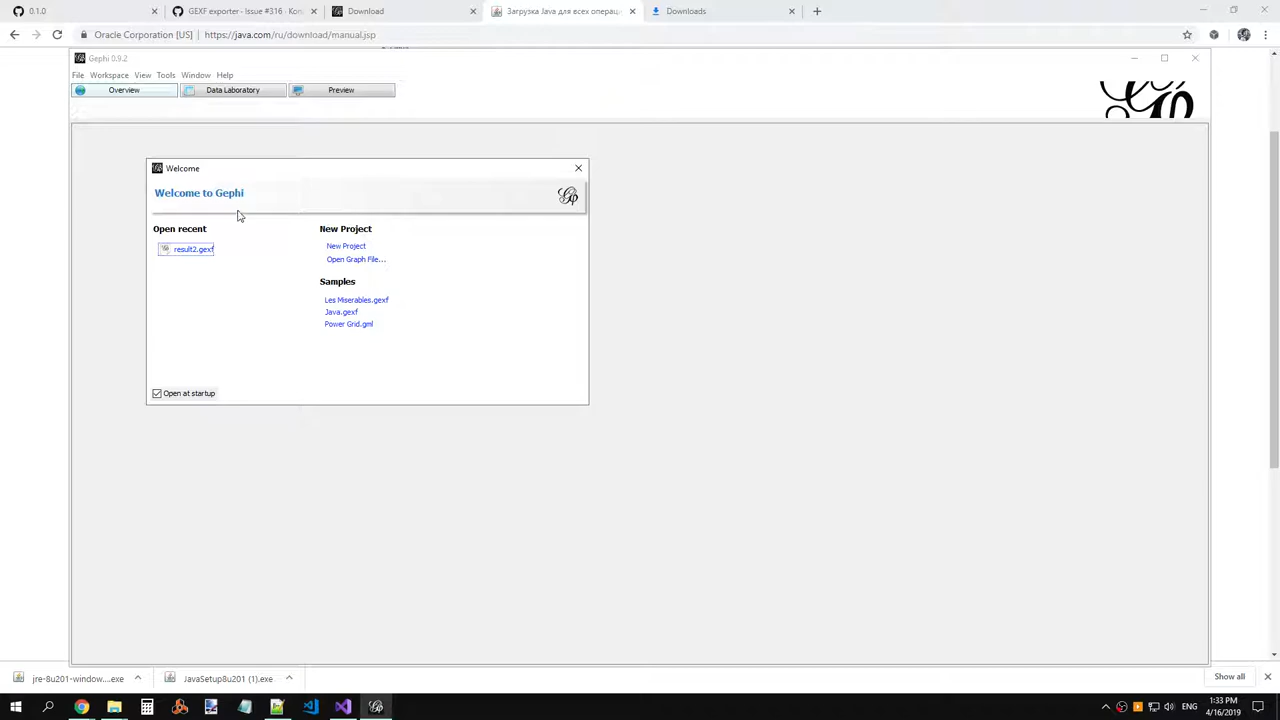 0.1.0
GEXF exporter - Issue #316 - Kon
Download
Загрузка Java для всех операц
Downloads
Oracle Corporation [US] | https://java.com/ru/download/manual.jsp
Gephi 0.9.2
File Workspace View Tools Window Help
Overview Data Laboratory Preview
Welcome
Welcome to Gephi
Open recent
result2.gexf
New Project
New Project
Open Graph File...
Samples
Les Miserables.gexf
Java.gexf
Power Grid.gml
Open at startup
jre-8u201-window....exe
JavaSetup8u201 (1).exe
Show all
ENG
1:33 PM
4/16/2019